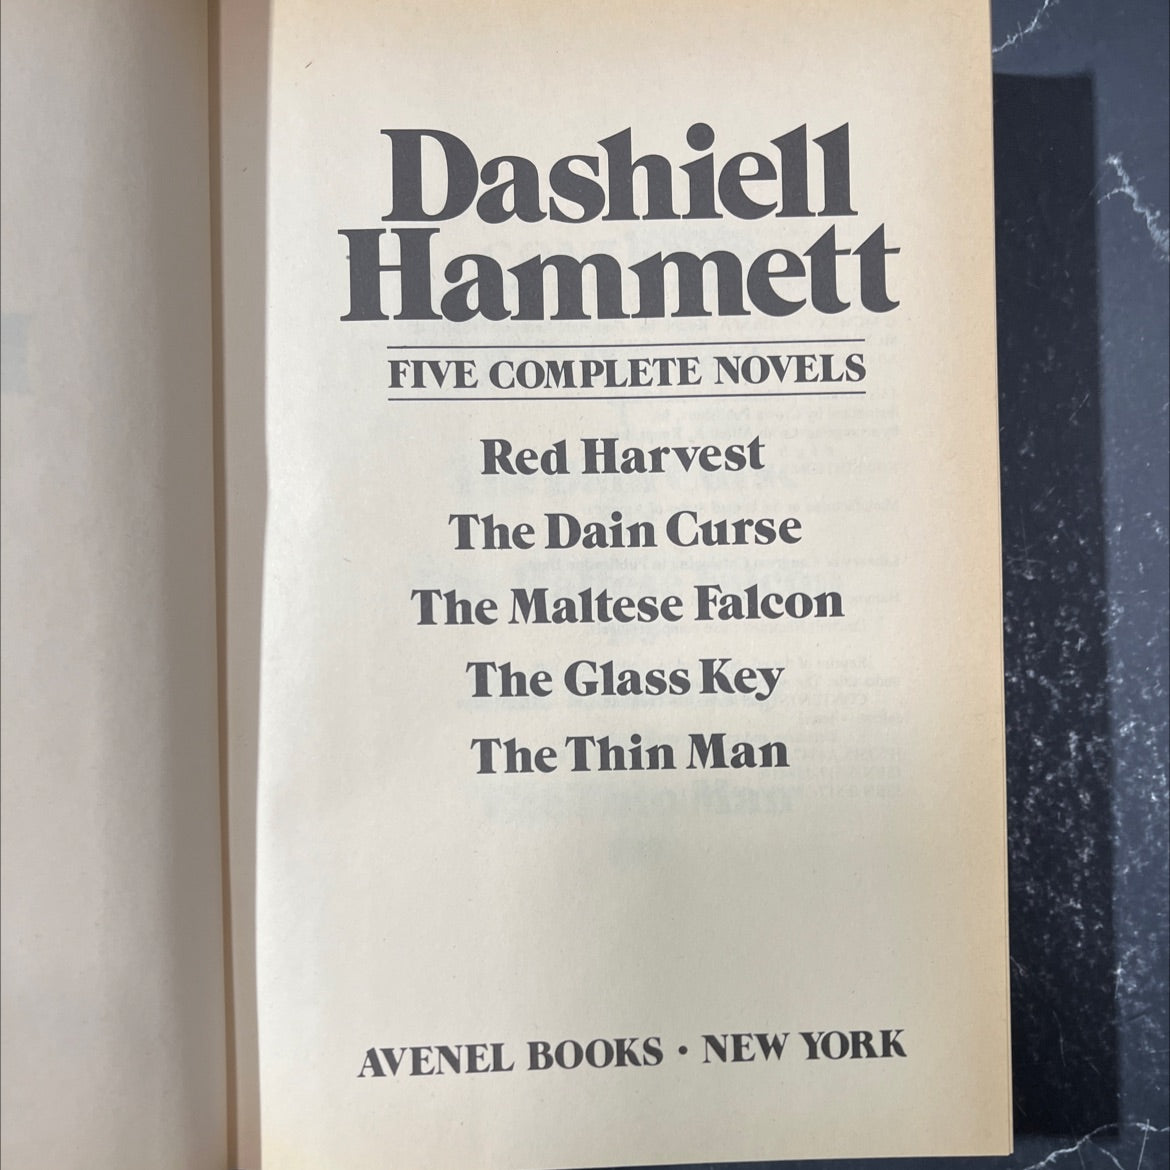 Dashiell
Hammett
FIVE COMPLETE NOVELS
Red Harvest
The Dain Curse
The Maltese Falcon
The Glass Key
The Thin Man
AVENEL BOOKS • NEW YORK